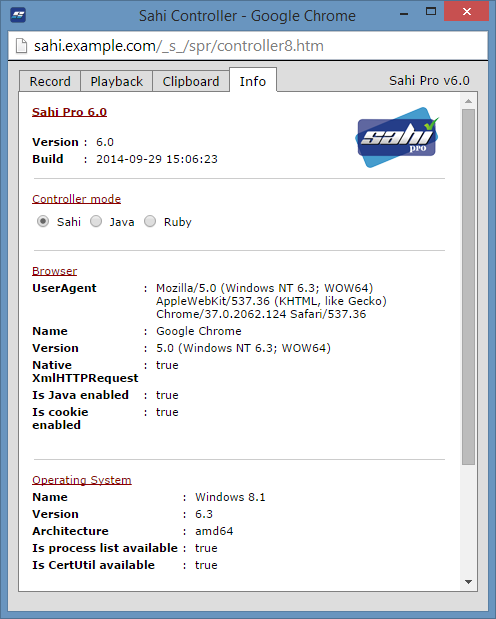 Sahi Controller - Google Chrome
sahi.example.com/_s_/spr/controller8.htm
Record Playback Clipboard Info Sahi Pro v6.0
Sahi Pro 6.0
sahi
pro
Version : 6.0
Build : 2014-09-29 15:06:23
Controller mode
Sahi Java Ruby
Browser
UserAgent : Mozilla/5.0 (Windows NT 6.3; WOW64)
AppleWebKit/537.36 (KHTML, like Gecko)
Chrome/37.0.2062.124 Safari/537.36
Name : Google Chrome
Version : 5.0 (Windows NT 6.3; WOW64)
Native : true
XmlHTTPRequest
Is Java enabled : true
Is cookie : true
enabled
Operating System
Name : Windows 8.1
Version : 6.3
Architecture : amd64
Is process list available : true
Is CertUtil available : true